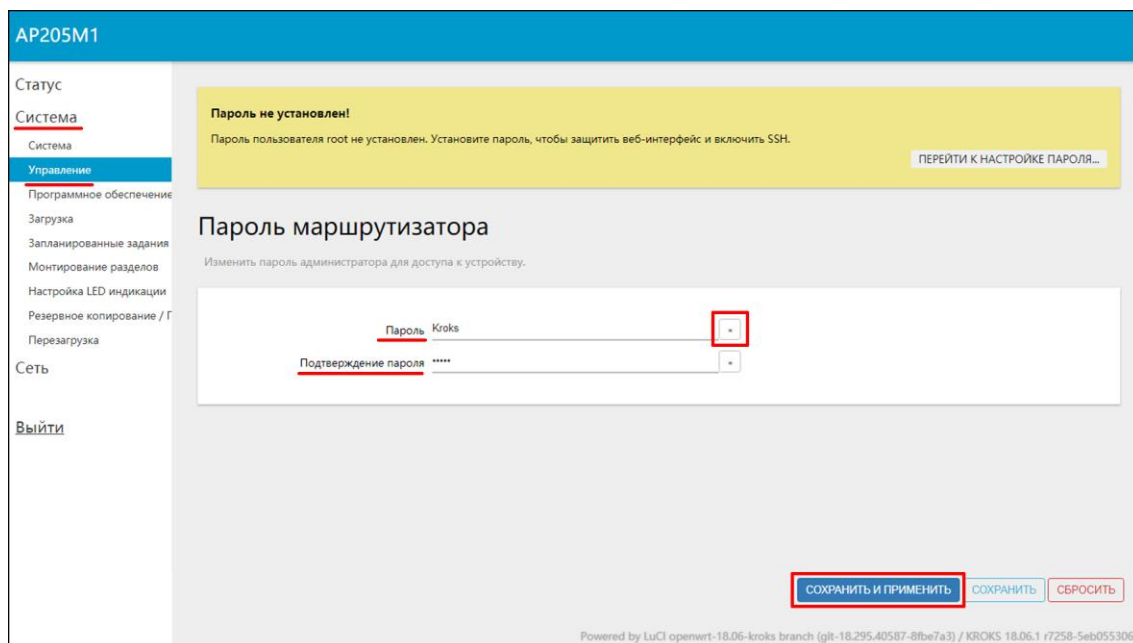 AP205M1
Статус
Система
Система
Управление
Программное обеспечение
Загрузка
Запланированные задания
Монтирование разделов
Настройка LED индикации
Резервное копирование /
Перезагрузка
Сеть
Выйти
Пароль не установлен!
Пароль пользователя root не установлен. Установите пароль, чтобы защитить веб-интерфейс и включить SSH.
ПЕРЕЙТИ К НАСТРОЙКЕ ПАРОЛЯ...
Пароль маршрутизатора
Изменить пароль администратора для доступа к устройству.
Пароль Kroks
Подтверждение пароля •••••
СОХРАНИТЬ И ПРИМЕНИТЬ СОХРАНИТЬ СБРОСИТЬ
Powered by LuCI openwrt-18.06-kroks branch (git-18.295.40587-8fbe7a3) / KROKS 18.06.1 r7258-5eb055306